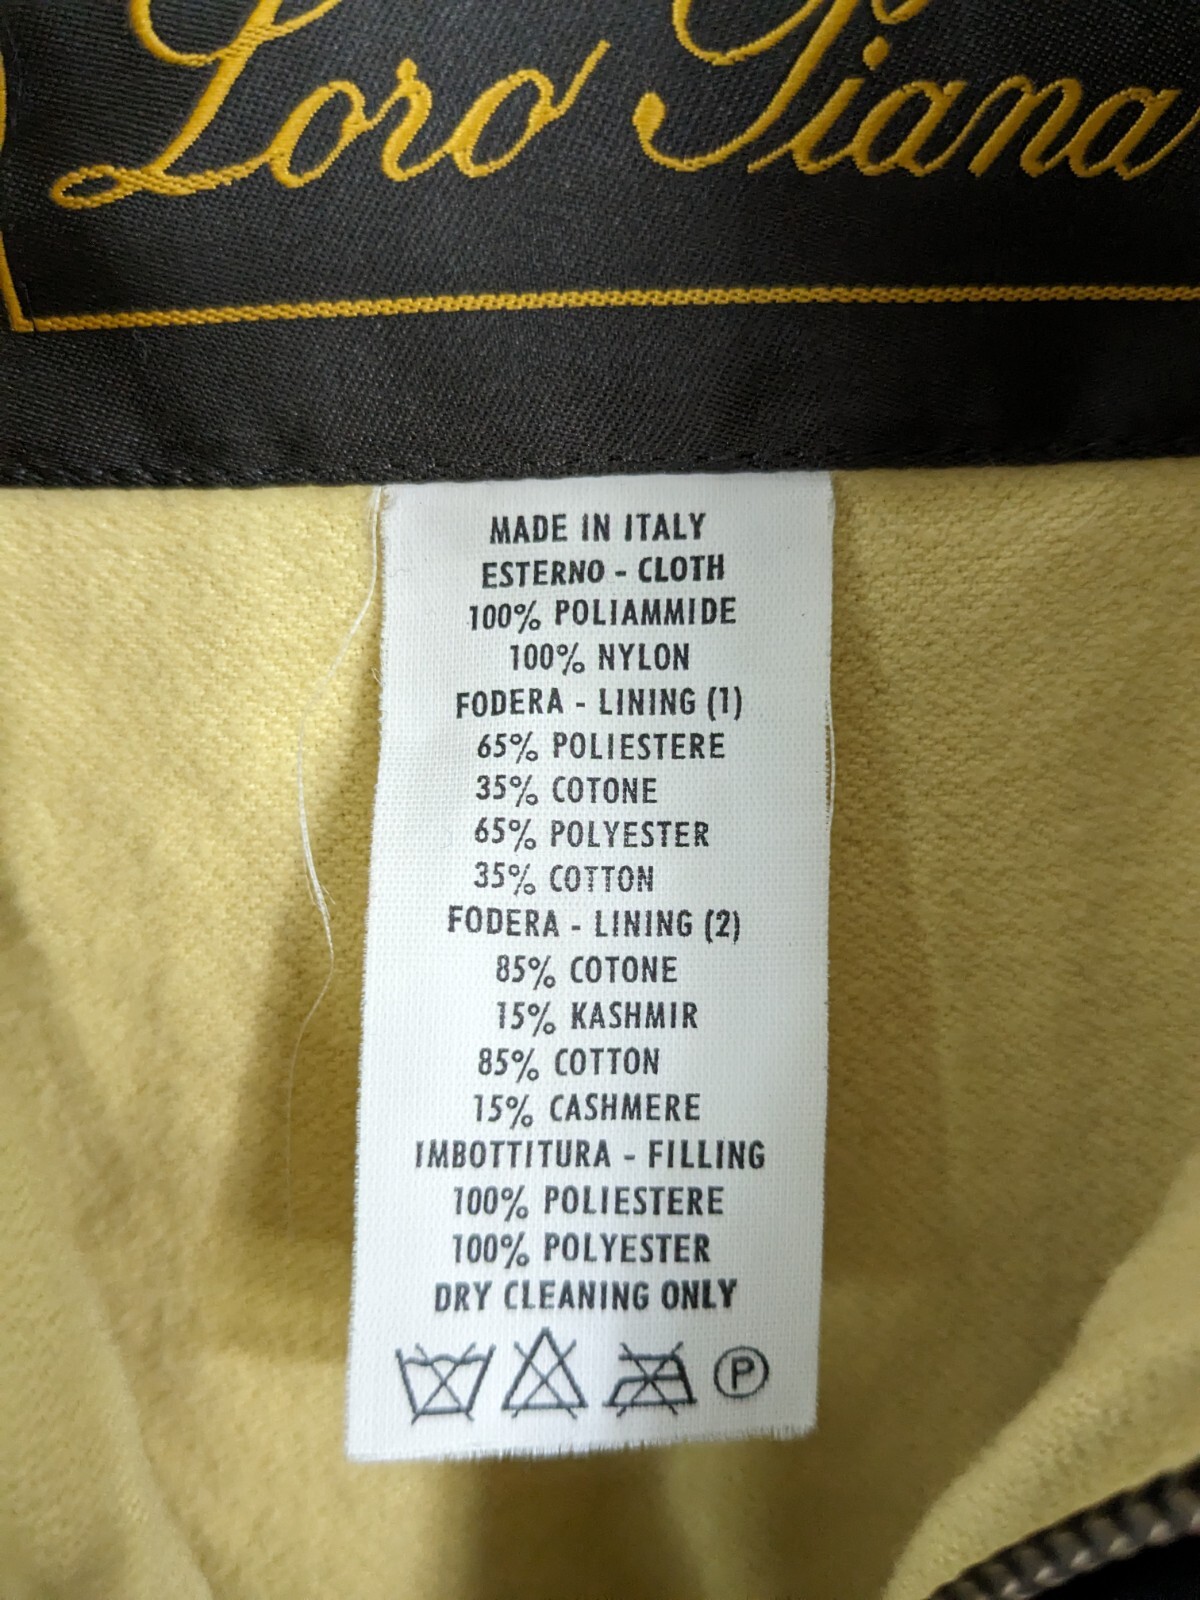 Loro Piana
MADE IN ITALY
ESTERNO - CLOTH
100% POLIAMMIDE
100% NYLON
FODERA - LINING (1)
65% POLIESTERE
35% COTONE
65% POLYESTER
35% COTTON
FODERA - LINING (2)
85% COTONE
15% KASHMIR
85% COTTON
15% CASHMERE
IMBOTTITURA - FILLING
100% POLIESTERE
100% POLYESTER
DRY CLEANING ONLY
P